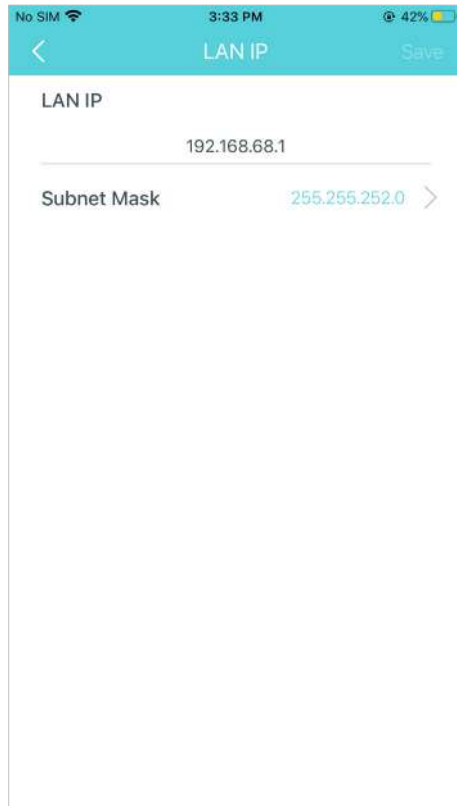 No SIM 3:33 PM 42%
LAN IP Save
LAN IP
192.168.68.1
Subnet Mask 255.255.252.0